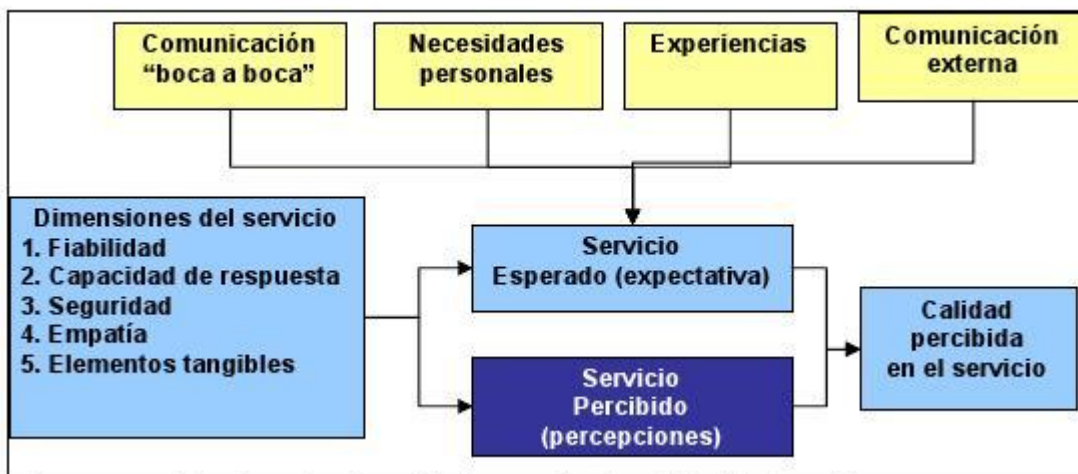 Comunicación
“boca a boca”
Necesidades
personales
Experiencias
Comunicación
externa
Dimensiones del servicio
1. Fiabilidad
2. Capacidad de respuesta
3. Seguridad
4. Empatía
5. Elementos tangibles
Servicio
Esperado (expectativa)
Servicio
Percibido
(percepciones)
Calidad
percibida
en el servicio